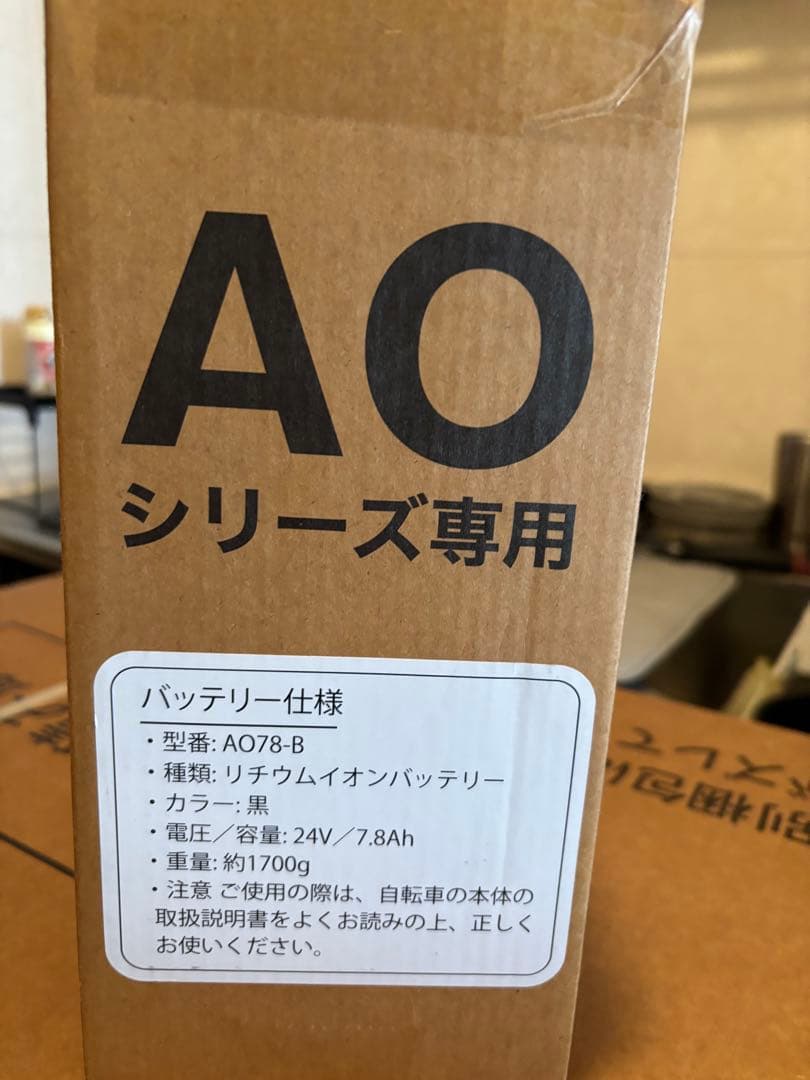 AO
シリーズ専用
バッテリー仕様
・型番: AO78-B
・種類: リチウムイオンバッテリー
・カラー: 黒
・電圧／容量: 24V／7.8Ah
・重量: 約1700g
・注意 ご使用の際は、自転車の本体の
取扱説明書をよくお読みの上、正しく
お使いください。